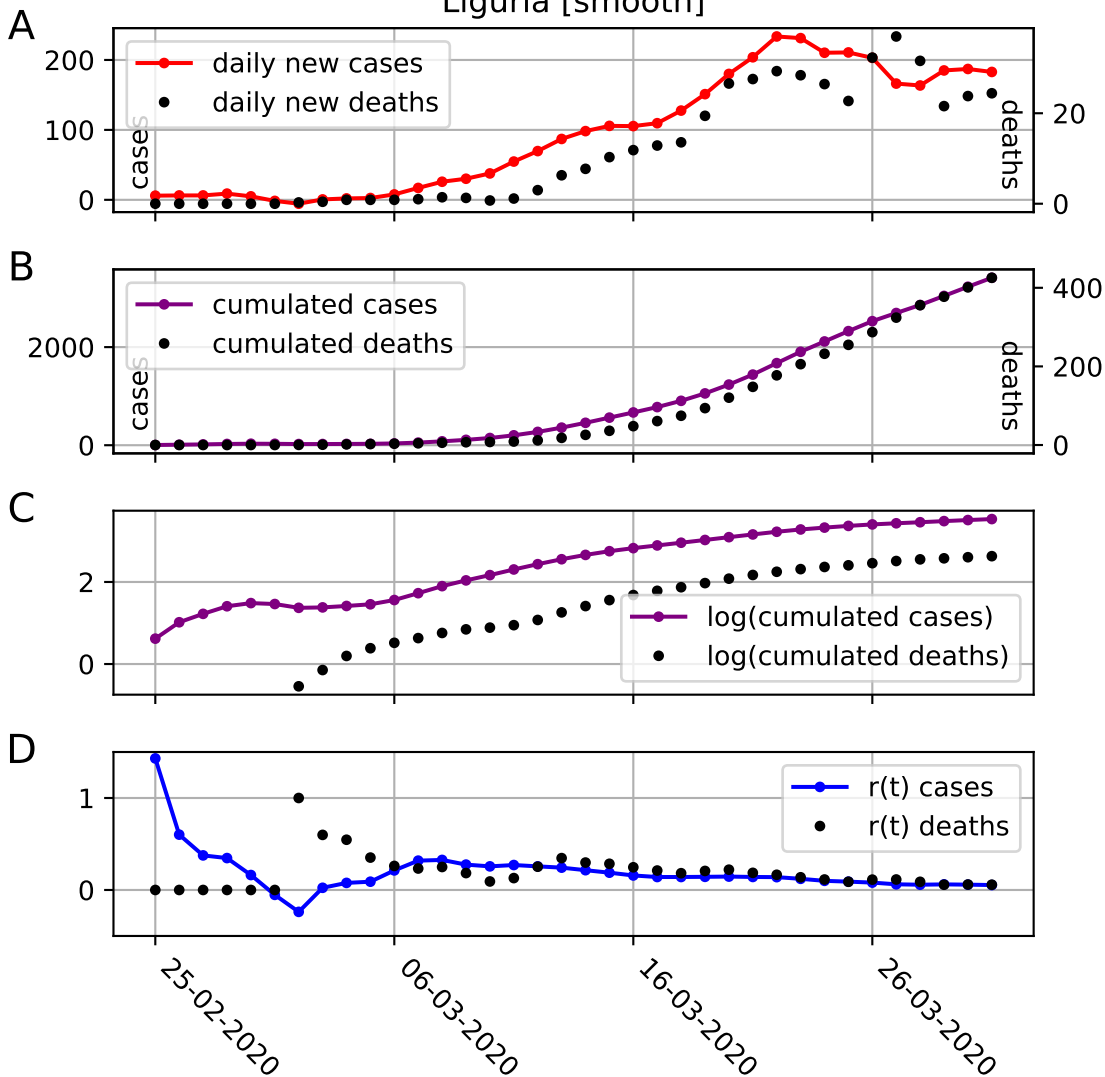 Liguria [smooth]
A
daily new cases
daily new deaths
200
100
0
20
0
cases
deaths
B
cumulated cases
cumulated deaths
2000
0
400
200
0
cases
deaths
C
2
0
log(cumulated cases)
log(cumulated deaths)
D
1
0
r(t) cases
r(t) deaths
25-02-2020
06-03-2020
16-03-2020
26-03-2020